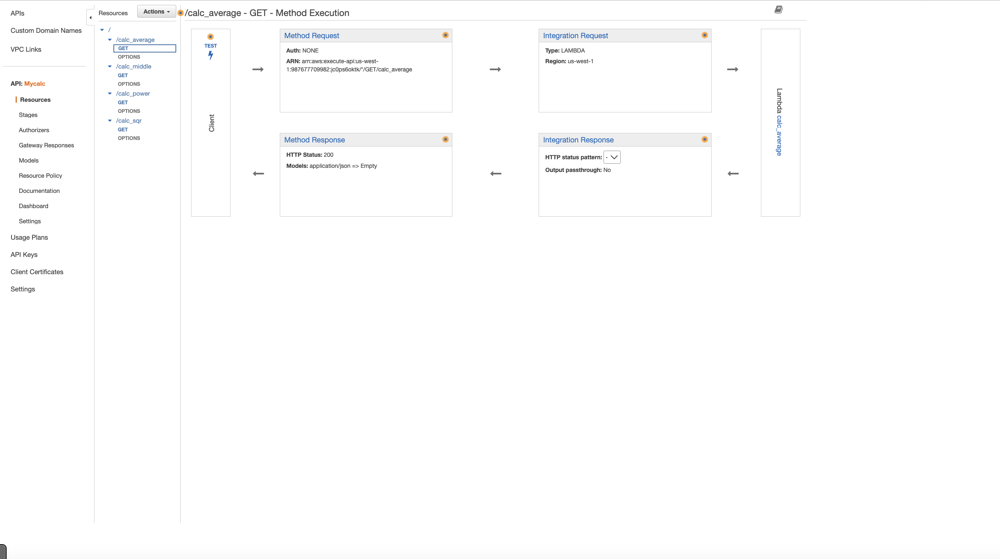 APIs
Custom Domain Names
VPC Links
API: Mycalc
Resources
Stages
Authorizers
Gateway Responses
Models
Resource Policy
Documentation
Dashboard
Settings
Usage Plans
API Keys
Client Certificates
Settings
Resources
Actions
/
/calc_average
GET
OPTIONS
/calc_middle
GET
OPTIONS
/calc_power
GET
OPTIONS
/calc_sqr
GET
OPTIONS
/calc_average - GET - Method Execution
TEST
Client
Method Request
Auth: NONE
ARN: arn:aws:execute-api:us-west-
1:987677709982:jc0ps6oktk/*/GET/calc_average
Integration Request
Type: LAMBDA
Region: us-west-1
Lambda calc_average
Method Response
HTTP Status: 200
Models: application/json => Empty
Integration Response
HTTP status pattern: -
Output passthrough: No